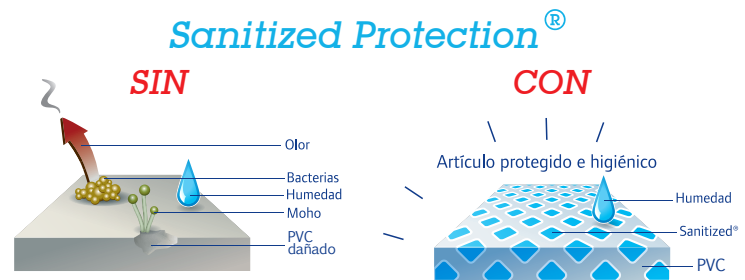 Sanitized Protection®
SIN
Olor
Bacterias
Humedad
Moho
PVC
dañado
CON
Artículo protegido e higiénico
Humedad
Sanitized®
PVC